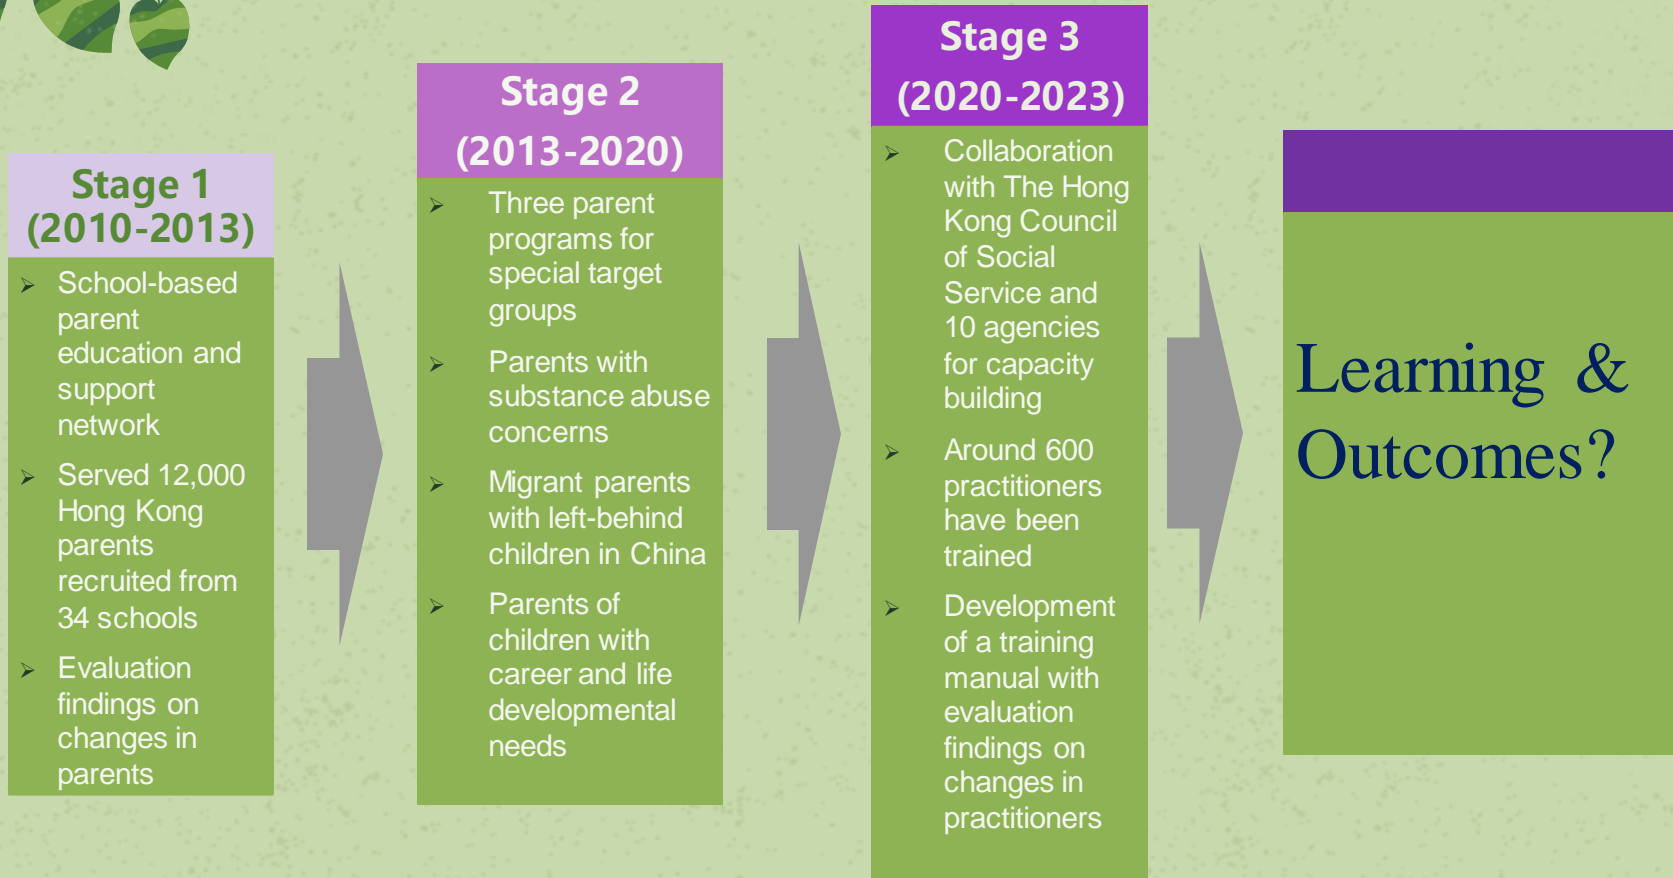 Stage 1
(2010-2013)
➢ School-based
parent
education and
support
network
➢ Served 12,000
Hong Kong
parents
recruited from
34 schools
➢ Evaluation
findings on
changes in
parents
Stage 2
(2013-2020)
➢ Three parent
programs for
special target
groups
➢ Parents with
substance abuse
concerns
➢ Migrant parents
with left-behind
children in China
➢ Parents of
children with
career and life
developmental
needs
Stage 3
(2020-2023)
➢ Collaboration
with The Hong
Kong Council
of Social
Service and
10 agencies
for capacity
building
➢ Around 600
practitioners
have been
trained
➢ Development
of a training
manual with
evaluation
findings on
changes in
practitioners
Learning &
Outcomes?